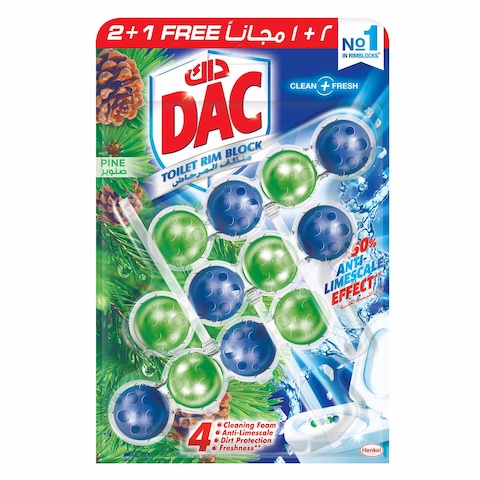 2+1 FREE ٢ + ١ مجانـاً
No1
IN RIMBLOCKS*
داك
DAC
CLEAN + FRESH
TOILET RIM BLOCK
منظف المرحاض
PINE
صنوبر
50%
ANTI-
LIMESCALE
EFFECT
4
Cleaning Foam
Anti-Limescale
Dirt Protection
Freshness
Henkel